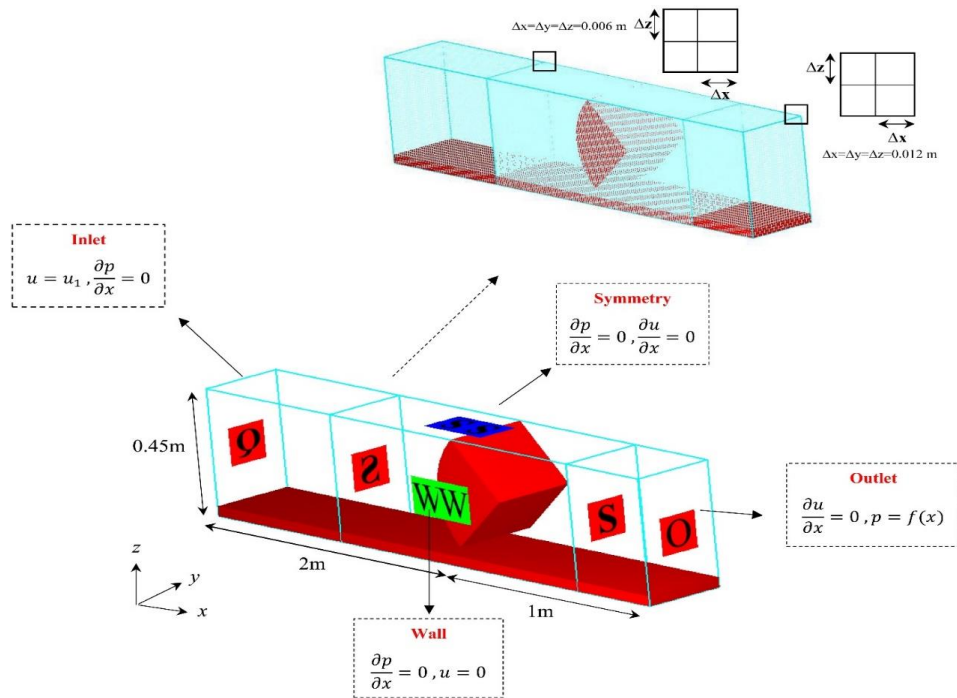 Δx=Δy=Δz=0.006 m
Δz
Δx
Δz
Δx
Δx=Δy=Δz=0.012 m
Inlet
u = u₁ , ∂p/∂x = 0
Symmetry
∂p/∂x = 0 , ∂u/∂x = 0
0.45m
Q
S
WW
S
O
Outlet
∂u/∂x = 0 , p = f(x)
2m
1m
z
y
x
Wall
∂p/∂x = 0 , u = 0